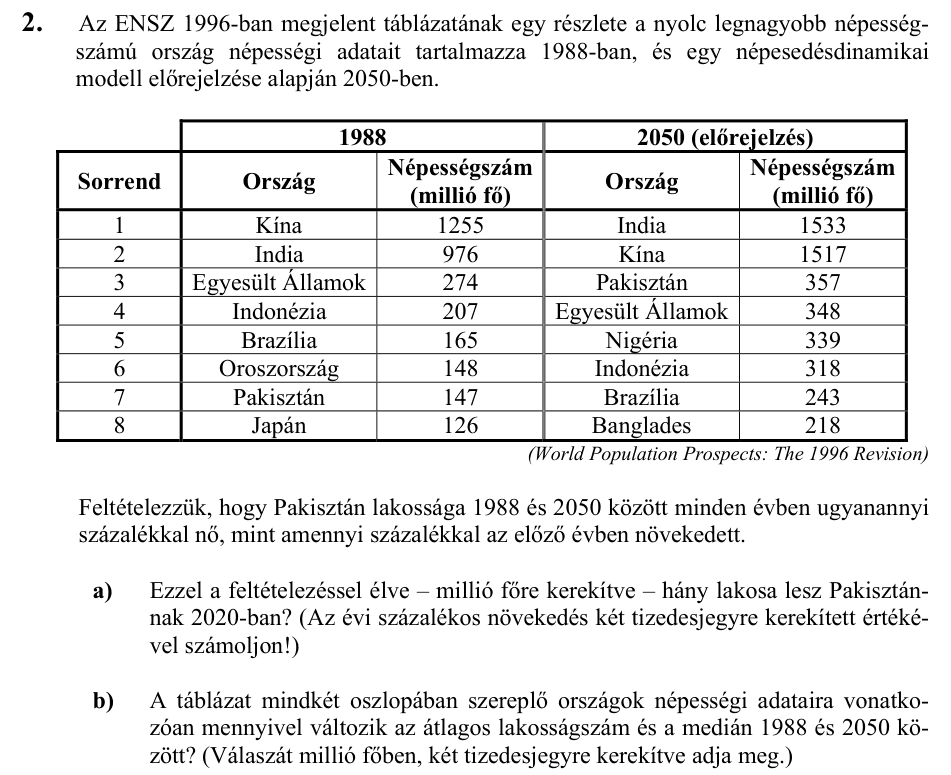 2. Az ENSZ 1996-ban megjelent táblázatának egy részlete a nyolc legnagyobb népesség-
számú ország népességi adatait tartalmazza 1988-ban, és egy népesedésdinamikai
modell előrejelzése alapján 2050-ben.
1988 2050 (előrejelzés)
Sorrend Ország Népességszám (millió fő) Ország Népességszám (millió fő)
1 Kína 1255 India 1533
2 India 976 Kína 1517
3 Egyesült Államok 274 Pakisztán 357
4 Indonézia 207 Egyesült Államok 348
5 Brazília 165 Nigéria 339
6 Oroszország 148 Indonézia 318
7 Pakisztán 147 Brazília 243
8 Japán 126 Banglades 218
(World Population Prospects: The 1996 Revision)
Feltételezzük, hogy Pakisztán lakossága 1988 és 2050 között minden évben ugyanannyi
százalékkal nő, mint amennyi százalékkal az előző évben növekedett.
a) Ezzel a feltételezéssel élve – millió főre kerekítve – hány lakosa lesz Pakisztán-
nak 2020-ban? (Az évi százalékos növekedés két tizedesjegyre kerekített értéké-
vel számoljon!)
b) A táblázat mindkét oszlopában szereplő országok népességi adataira vonatko-
zóan mennyivel változik az átlagos lakosságszám és a medián 1988 és 2050 kö-
zött? (Válaszát millió főben, két tizedesjegyre kerekítve adja meg.)